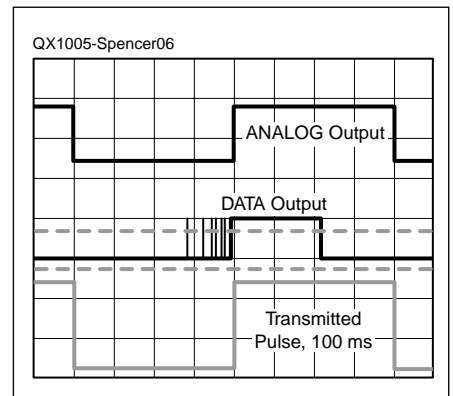 QX1005-Spencer06
ANALOG Output
DATA Output
Transmitted
Pulse, 100 ms